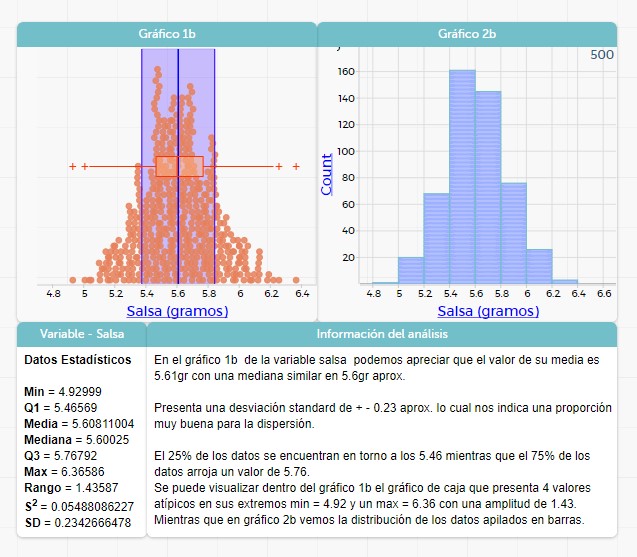 Gráfico 1b
Gráfico 2b
500
160
140
120
100
80
60
40
20
Count
4.8 5 5.2 5.4 5.6 5.8 6 6.2 6.4
4.8 5 5.2 5.4 5.6 5.8 6 6.2 6.4 6.6
Salsa (gramos)
Salsa (gramos)
Variable - Salsa
Información del análisis
Datos Estadísticos
Min = 4.92999
Q1 = 5.46569
Media = 5.60811004
Mediana = 5.60025
Q3 = 5.76792
Max = 6.36586
Rango = 1.43587
S² = 0.05488086227
SD = 0.2342666478
En el gráfico 1b de la variable salsa podemos apreciar que el valor de su media es
5.61gr con una mediana similar en 5.6gr aprox.
Presenta una desviación standard de + - 0.23 aprox. lo cual nos indica una proporción
muy buena para la dispersión.
El 25% de los datos se encuentran en torno a los 5.46 mientras que el 75% de los
datos arroja un valor de 5.76.
Se puede visualizar dentro del gráfico 1b el gráfico de caja que presenta 4 valores
atípicos en sus extremos min = 4.92 y un max = 6.36 con una amplitud de 1.43.
Mientras que en gráfico 2b vemos la distribución de los datos apilados en barras.